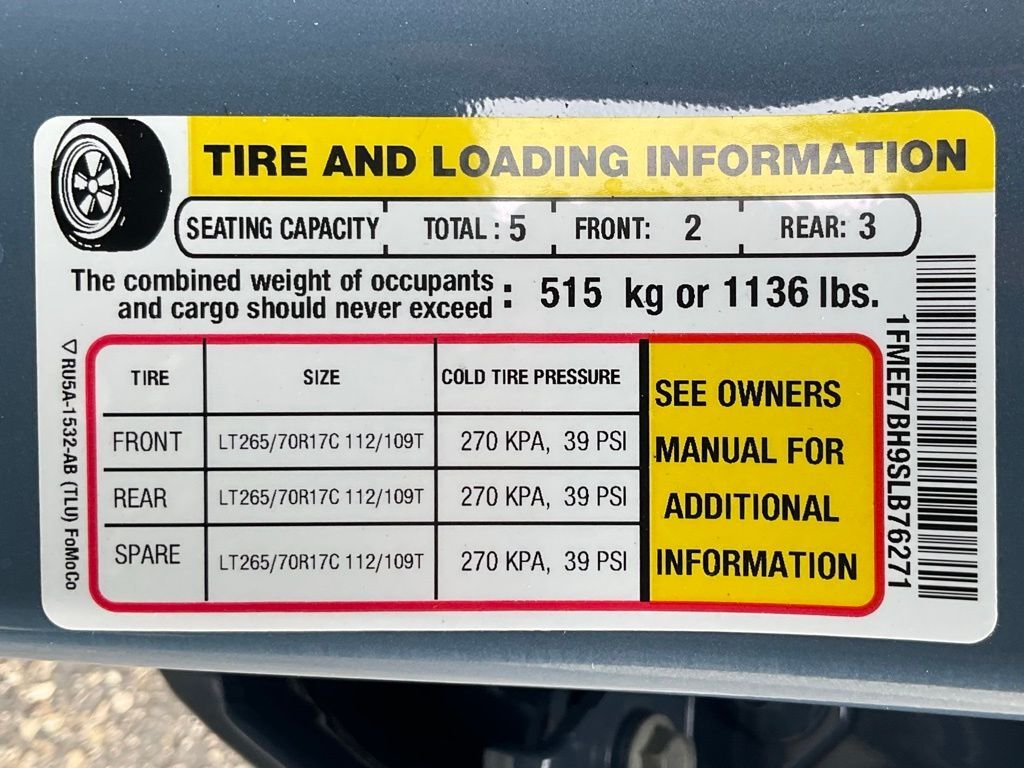 TIRE AND LOADING INFORMATION
SEATING CAPACITY TOTAL : 5 FRONT: 2 REAR: 3
The combined weight of occupants
and cargo should never exceed : 515 kg or 1136 lbs.
TIRE SIZE COLD TIRE PRESSURE
FRONT LT265/70R17C 112/109T 270 KPA, 39 PSI
REAR LT265/70R17C 112/109T 270 KPA, 39 PSI
SPARE LT265/70R17C 112/109T 270 KPA, 39 PSI
SEE OWNERS
MANUAL FOR
ADDITIONAL
INFORMATION
1FMEE7BH9SLB76271
RU5A-1532-AB (TLU) FoMoCo